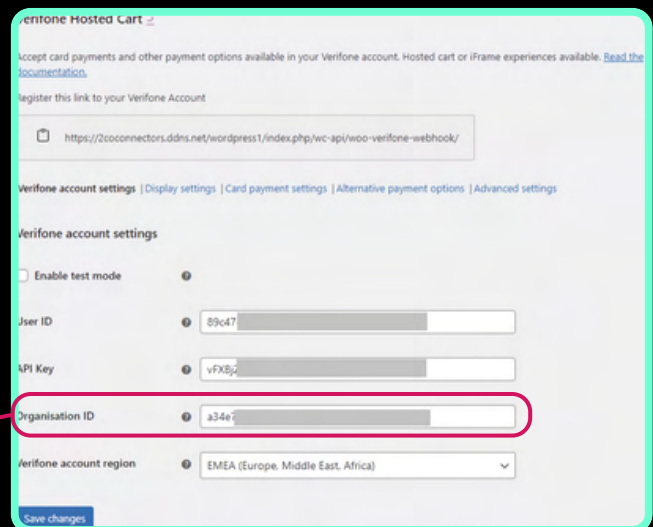 Verifone Hosted Cart
Accept card payments and other payment options available in your Verifone account. Hosted cart or iFrame experiences available. Read the
documentation.
Register this link to your Verifone Account
https://2coconnectors.ddns.net/wordpress1/index.php/wc-api/woo-verifone-webhook/
Verifone account settings | Display settings | Card payment settings | Alternative payment options | Advanced settings
Verifone account settings
Enable test mode
User ID 89c47
API Key vFXBj2
Organisation ID a34e7
Verifone account region EMEA (Europe, Middle East, Africa)
Save changes